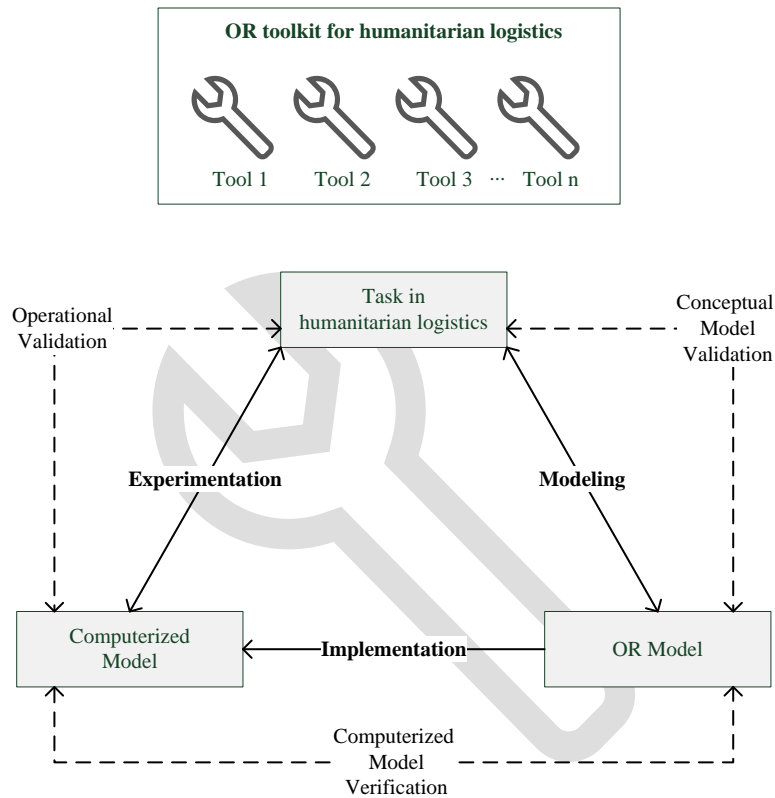 OR toolkit for humanitarian logistics
Tool 1 Tool 2 Tool 3 ... Tool n
Task in
humanitarian logistics
Operational
Validation
Conceptual
Model
Validation
Experimentation
Modeling
Computerized
Model
Implementation
OR Model
Computerized
Model
Verification